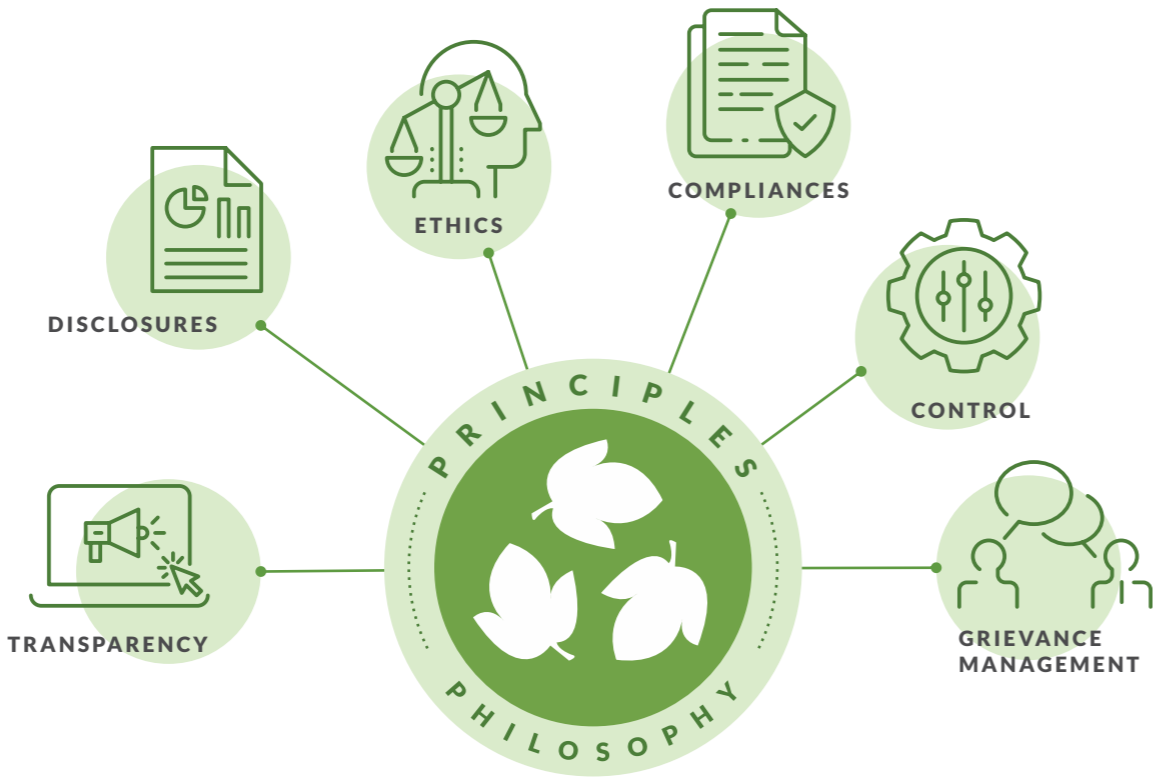 COMPLIANCES
ETHICS
DISCLOSURES
CONTROL
PRINCIPLES
TRANSPARENCY
GRIEVANCE
MANAGEMENT
PHILOSOPHY